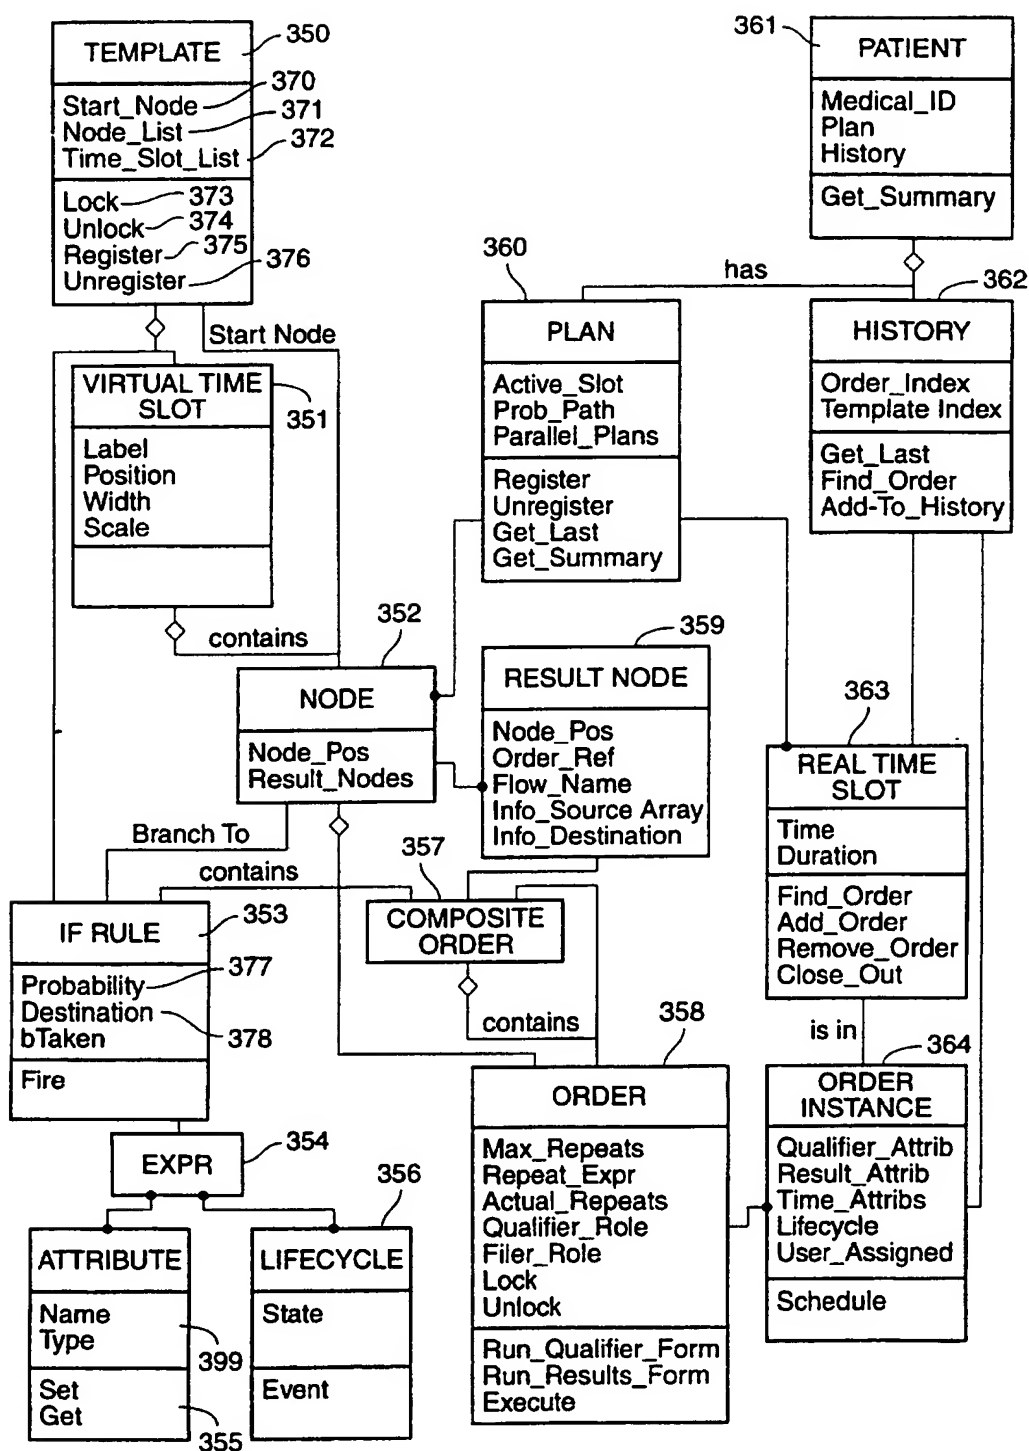 TEMPLATE
350
Start_Node
370
Node_List
371
Time_Slot_List
372
Lock
373
Unlock
374
Register
375
Unregister
376
361
PATIENT
Medical_ID
Plan
History
Get_Summary
has
360
PLAN
Active_Slot
Prob_Path
Parallel_Plans
Register
Unregister
Get_Last
Get_Summary
362
HISTORY
Order_Index
Template Index
Get_Last
Find_Order
Add-To_History
Start Node
VIRTUAL TIME
SLOT
351
Label
Position
Width
Scale
contains
352
NODE
Node_Pos
Result_Nodes
359
RESULT NODE
Node_Pos
Order_Ref
Flow_Name
Info_Source Array
Info_Destination
363
REAL TIME
SLOT
Time
Duration
Find_Order
Add_Order
Remove_Order
Close_Out
Branch To
contains
357
COMPOSITE
ORDER
contains
353
IF RULE
Probability
377
Destination
bTaken
378
Fire
354
EXPR
356
ATTRIBUTE
Name
Type
399
Set
Get
355
LIFECYCLE
State
Event
358
ORDER
Max_Repeats
Repeat_Expr
Actual_Repeats
Qualifier_Role
Filer_Role
Lock
Unlock
Run_Qualifier_Form
Run_Results_Form
Execute
is in
364
ORDER
INSTANCE
Qualifier_Attrib
Result_Attrib
Time_Attribs
Lifecycle
User_Assigned
Schedule